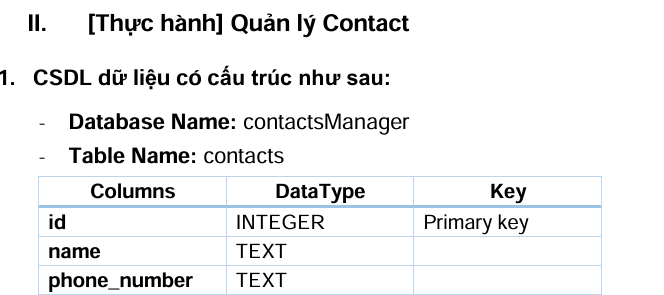 II. [Thực hành] Quản lý Contact
1. CSDL dữ liệu có cấu trúc như sau:
- Database Name: contactsManager
- Table Name: contacts
Columns DataType Key
id INTEGER Primary key
name TEXT
phone_number TEXT